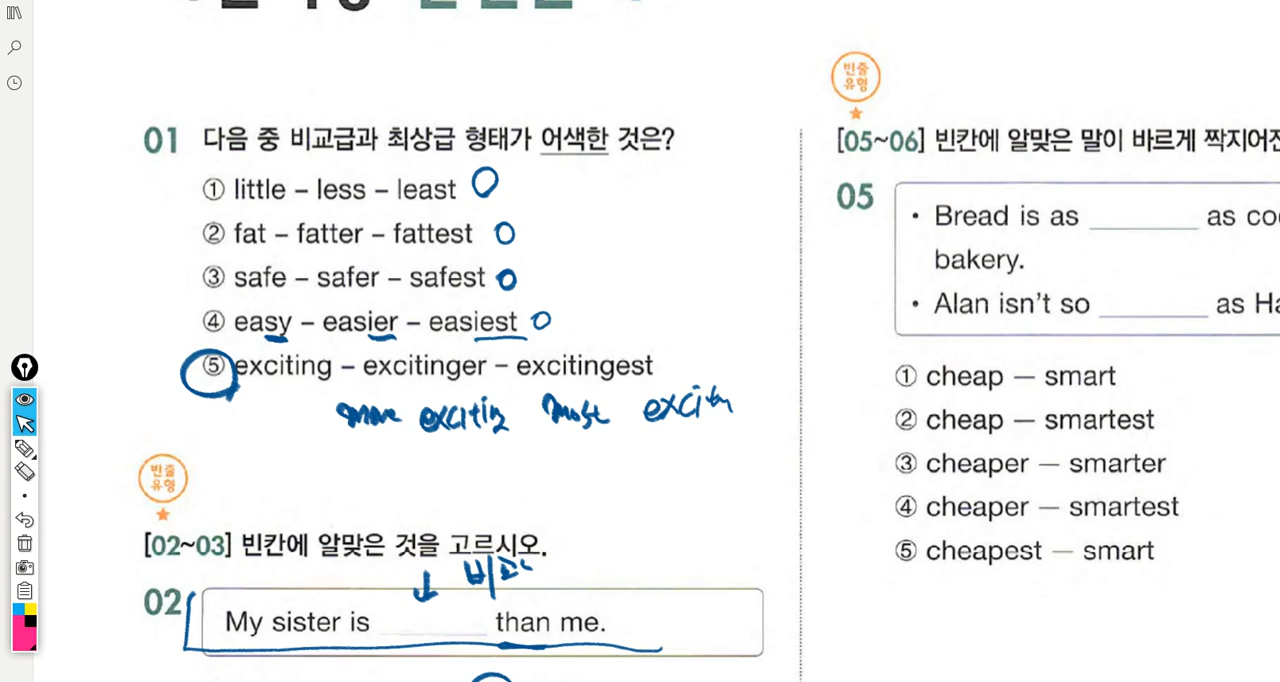 01 다음 중 비교급과 최상급 형태가 어색한 것은?
① little – less – least
② fat – fatter – fattest
③ safe – safer – safest
④ easy – easier – easiest
⑤ exciting – excitinger – excitingest
more exciting most
빈출
유형
[02~03] 빈칸에 알맞은 것을 고르시오.
비교
02 My sister is ________ than me.
빈출
유형
[05~06] 빈칸에 알맞은 말이 바르게 짝지어진
05
• Bread is as ________ as
bakery.
• Alan isn't so ________ as
① cheap — smart
② cheap — smartest
③ cheaper — smarter
④ cheaper — smartest
⑤ cheapest — smart